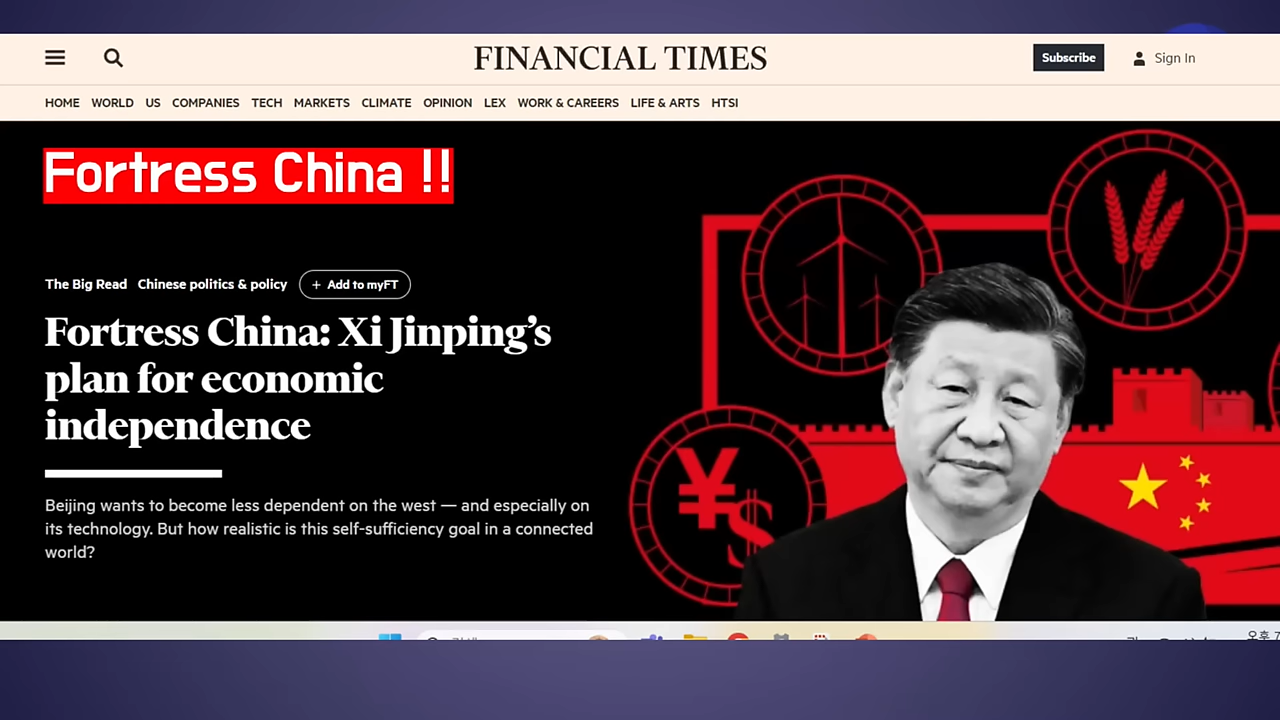 FINANCIAL TIMES
Subscribe
Sign In
HOME WORLD US COMPANIES TECH MARKETS CLIMATE OPINION LEX WORK & CAREERS LIFE & ARTS HTSI
Fortress China !!
The Big Read Chinese politics & policy + Add to myFT
Fortress China: Xi Jinping’s
plan for economic
independence
Beijing wants to become less dependent on the west — and especially on
its technology. But how realistic is this self-sufficiency goal in a connected
world?
¥
$